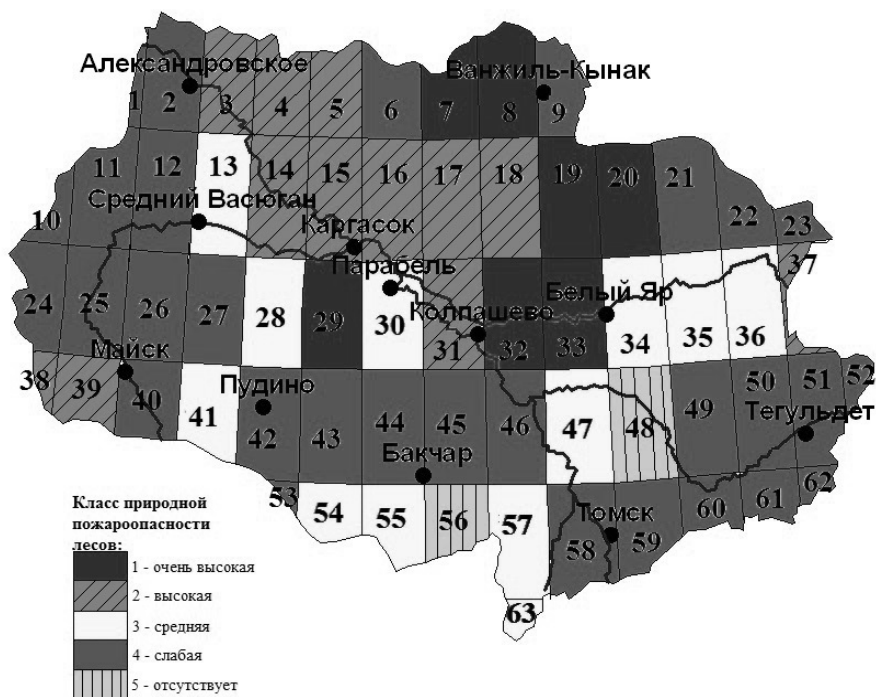 Александровское
Ванжиль-Кынак
1 2 3 4 5 6 7 8 9
10 11 12 13 14 15 16 17 18 19 20 21 22 23
Средний Васюган
Каргасок
Парабель
Колпашево
Белый Яр
24 25 26 27 28 29 30 31 32 33 34 35 36 37
Майск
Пудино
38 39 40 41 42 43 44 45 46 47 48 49 50 51 52
Бакчар
Тегульдет
53 54 55 56 57 58 59 60 61 62
Томск
63
Класс природной
пожароопасности
лесов:
1 - очень высокая
2 - высокая
3 - средняя
4 - слабая
5 - отсутствует